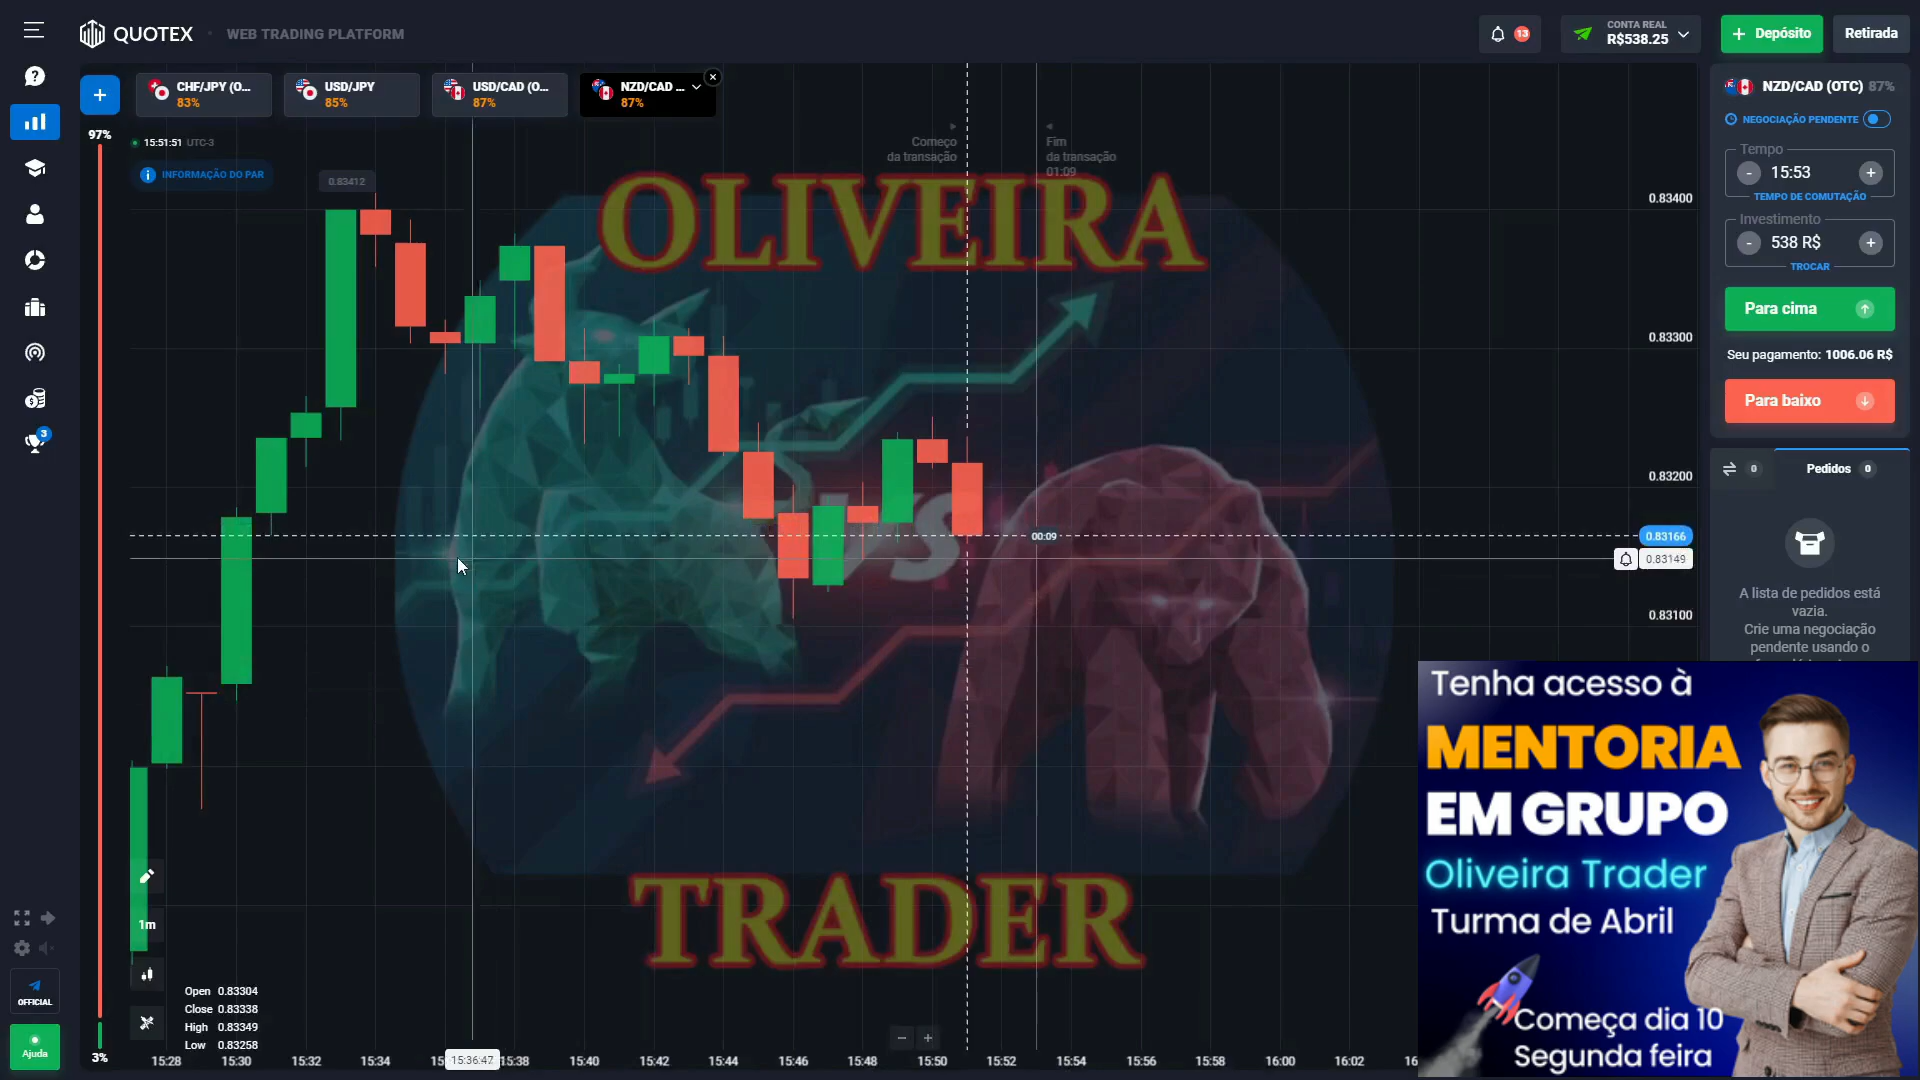 QUOTEX
WEB TRADING PLATFORM
13
CONTA REAL
R$538.25
+ Depósito
Retirada
CHF/JPY (O...
83%
USD/JPY
85%
USD/CAD (O...
87%
NZD/CAD ...
87%
97%
15:51:51 UTC-3
INFORMAÇÃO DO PAR
0.83412
Começo
da transação
Fim
da transação
01:09
OLIVEIRA
VS
TRADER
0.83400
0.83300
0.83200
00:09
0.83166
0.83149
0.83100
NZD/CAD (OTC) 87%
NEGOCIAÇÃO PENDENTE
Tempo
- 15:53 +
TEMPO DE COMUTAÇÃO
Investimento
- 538 R$ +
TROCAR
Para cima
Seu pagamento: 1006.06 R$
Para baixo
0
Pedidos 0
A lista de pedidos está
vazia.
Crie uma negociação
pendente usando o
3
OFFICIAL
Ajuda
3%
1m
Open 0.83304
Close 0.83338
High 0.83349
Low 0.83258
15:28
15:30
15:32
15:34
15:36:47
15:38
15:40
15:42
15:44
15:46
15:48
15:50
15:52
15:54
15:56
15:58
16:00
16:02
Tenha acesso à
MENTORIA
EM GRUPO
Oliveira Trader
Turma de Abril
Começa dia 10
Segunda feira